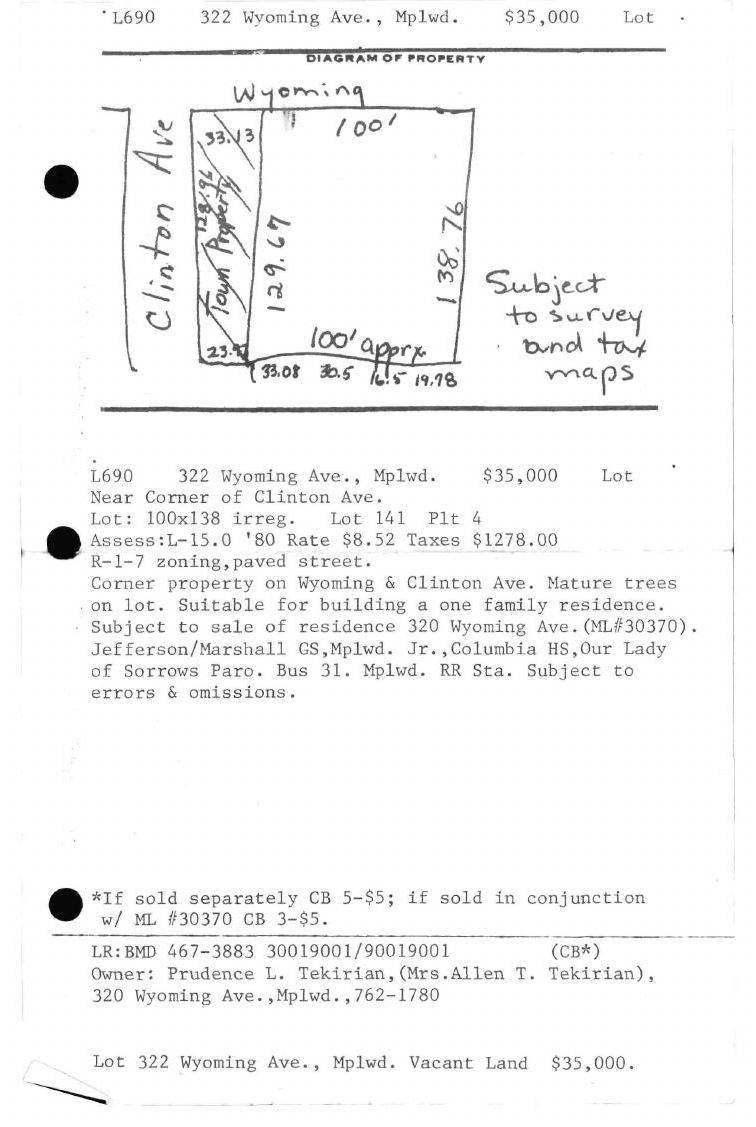 L690 322 Wyoming Ave., Mplwd. $35,000 Lot
DIAGRAM OF PROPERTY
Wyoming
33.13
100'
Clinton Ave
128.96
Town Property
129.67
138.76
Subject
to survey
and tax
maps
100' apprx.
33.08 30.5 16.5 19.78
L690 322 Wyoming Ave., Mplwd. $35,000 Lot
Near Corner of Clinton Ave.
Lot: 100x138 irreg. Lot 141 Plt 4
Assess:L-15.0 '80 Rate $8.52 Taxes $1278.00
R-1-7 zoning,paved street.
Corner property on Wyoming & Clinton Ave. Mature trees
on lot. Suitable for building a one family residence.
Subject to sale of residence 320 Wyoming Ave.(ML#30370).
Jefferson/Marshall GS,Mplwd. Jr.,Columbia HS,Our Lady
of Sorrows Paro. Bus 31. Mplwd. RR Sta. Subject to
errors & omissions.
*If sold separately CB 5-$5; if sold in conjunction
w/ ML #30370 CB 3-$5.
LR:BMD 467-3883 30019001/90019001 (CB*)
Owner: Prudence L. Tekirian,(Mrs.Allen T. Tekirian),
320 Wyoming Ave.,Mplwd.,762-1780
Lot 322 Wyoming Ave., Mplwd. Vacant Land $35,000.